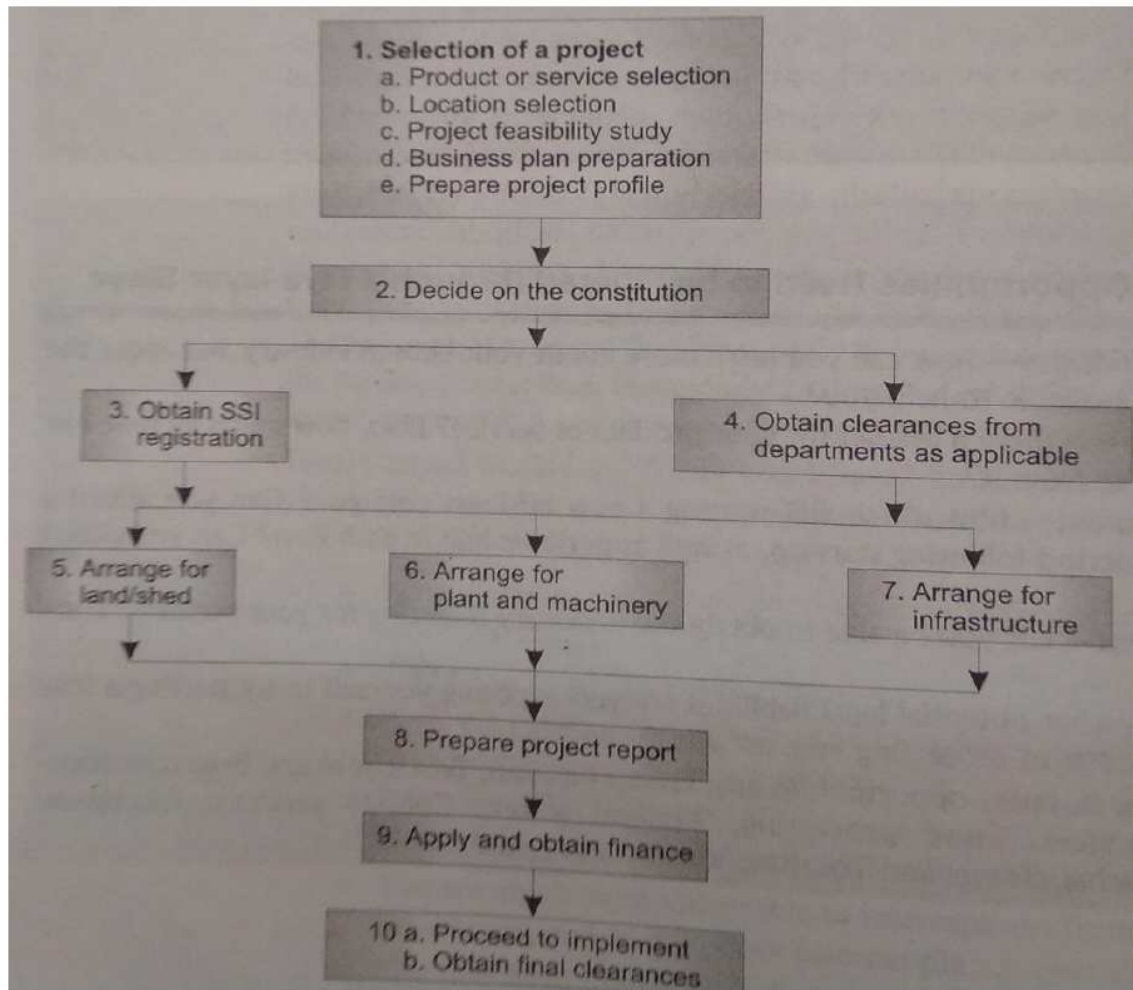 1. Selection of a project
a. Product or service selection
b. Location selection
c. Project feasibility study
d. Business plan preparation
e. Prepare project profile
2. Decide on the constitution
3. Obtain SSI
registration
4. Obtain clearances from
departments as applicable
5. Arrange for
land/shed
6. Arrange for
plant and machinery
7. Arrange for
infrastructure
8. Prepare project report
9. Apply and obtain finance
10 a. Proceed to implement
b. Obtain final clearances